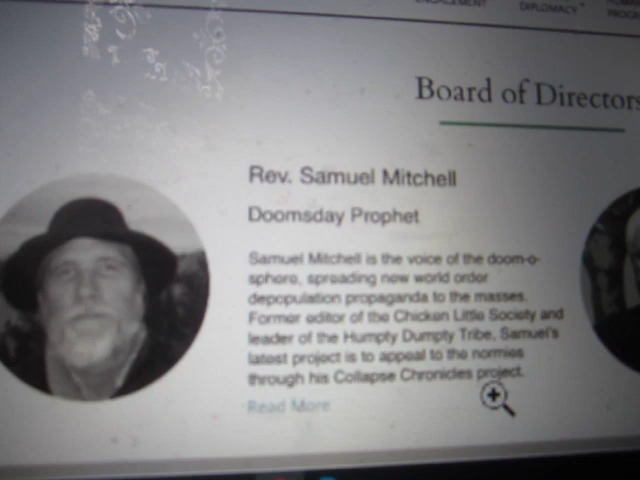 ENGAGEMENT
DIPLOMACY
Board of Directors
Rev. Samuel Mitchell
Doomsday Prophet
Samuel Mitchell is the voice of the doom-o-
sphere, spreading new world order
depopulation propaganda to the masses.
Former editor of the Chicken Little Society and
leader of the Humpty Dumpty Tribe, Samuel's
latest project is to appeal to the normies
through his Collapse Chronicles project.
Read More